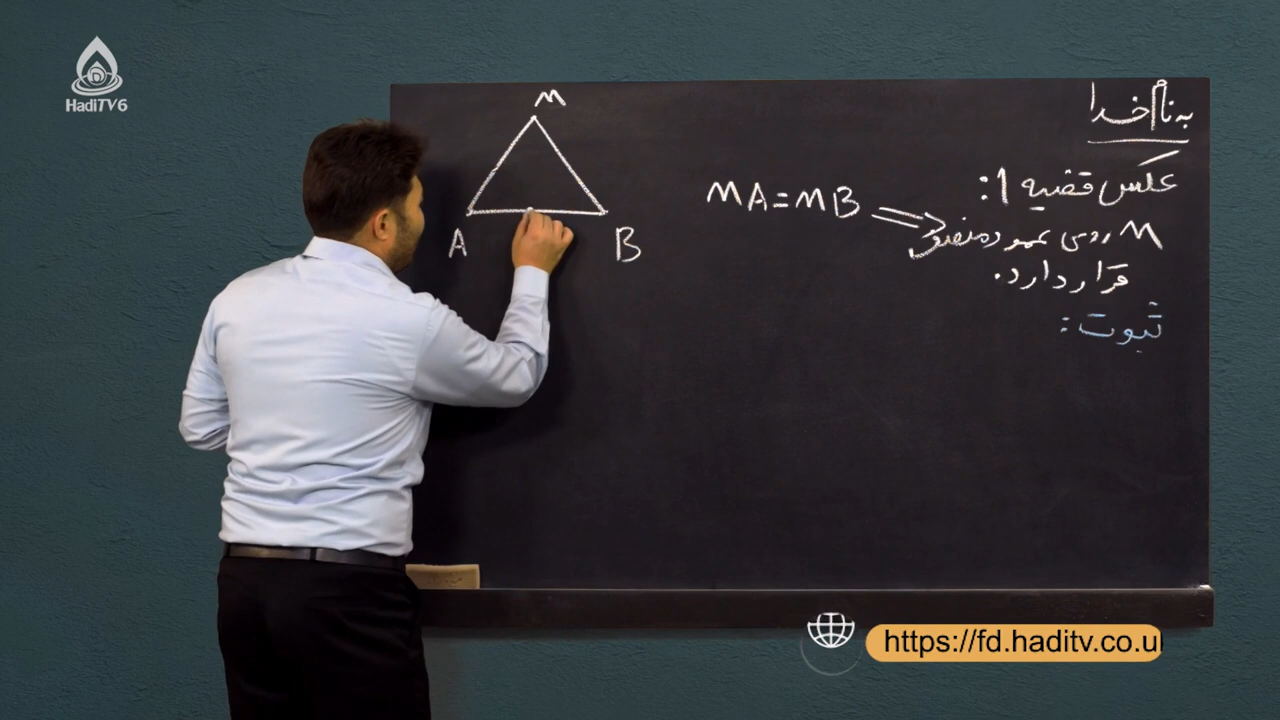 HadiTV6
به نام خدا
عکس قضیه 1:
MA=MB ⇒
M روی عمود منصف
قرار دارد.
ثبوت:
M
A
B
https://fd.haditv.co.u